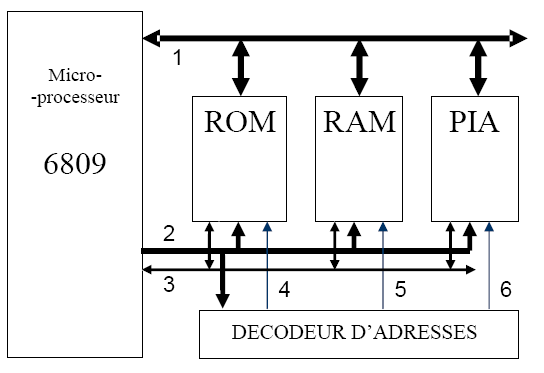 1
Micro-
-processeur
6809
ROM RAM PIA
2
3 4 5 6
DECODEUR D'ADRESSES